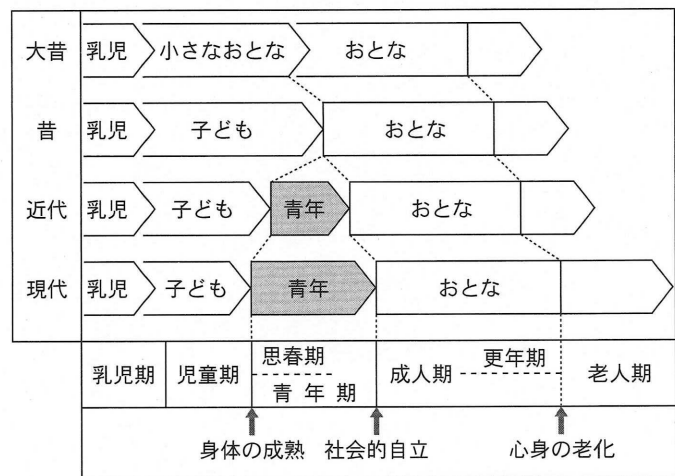 大昔 乳児 小さなおとな おとな
昔 乳児 子ども おとな
近代 乳児 子ども 青年 おとな
現代 乳児 子ども 青年 おとな
乳児期 児童期 思春期 青年期 成人期 更年期 老人期
身体の成熟 社会的自立 心身の老化